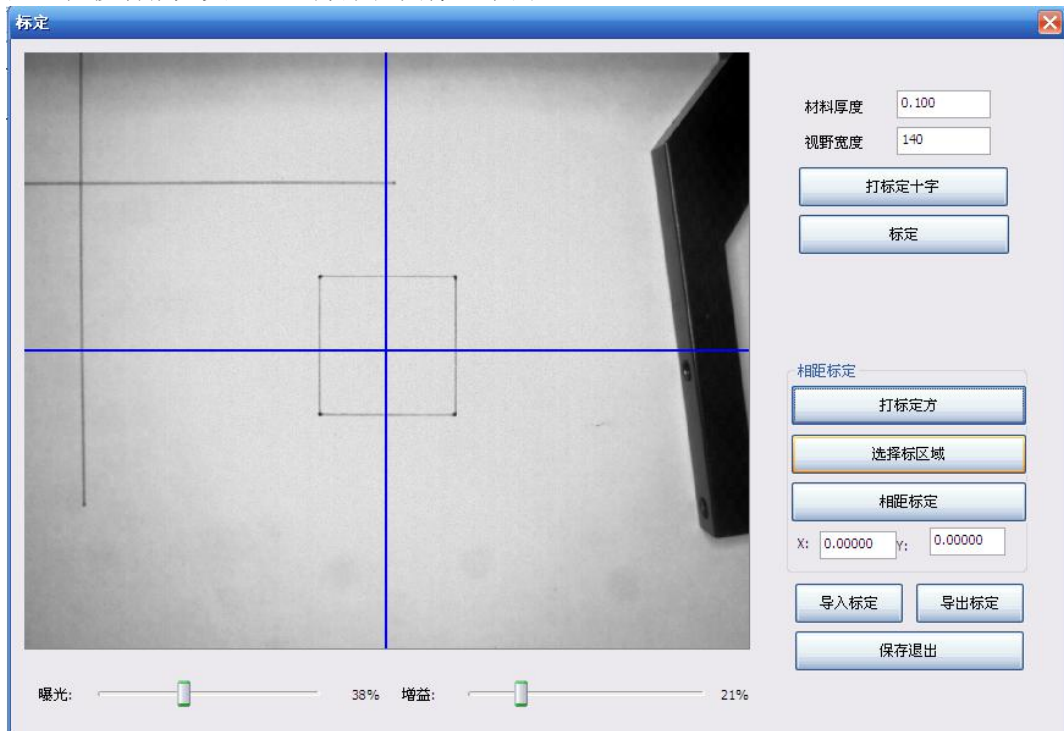 标定
材料厚度 0.100
视野宽度 140
打标定十字
标定
相距标定
打标定方
选择标区域
相距标定
X: 0.00000 Y: 0.00000
导入标定 导出标定
保存退出
曝光: 38% 增益: 21%